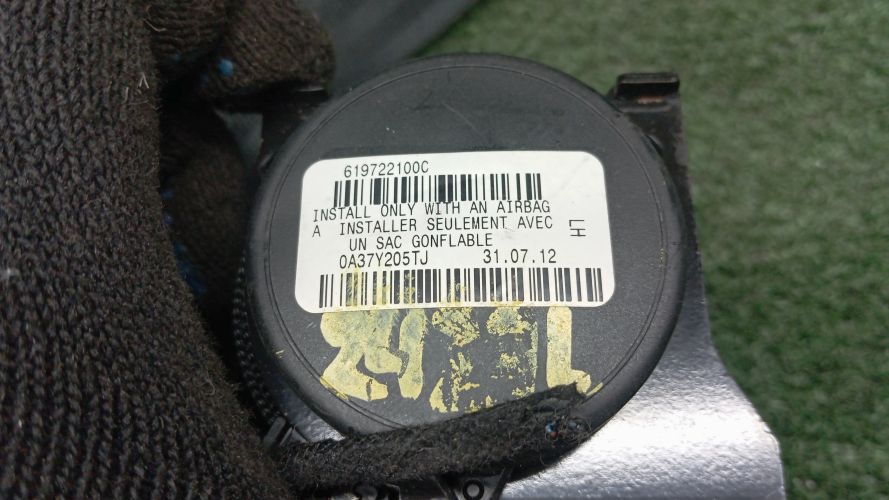 619722100C
INSTALL ONLY WITH AN AIRBAG
A INSTALLER SEULEMENT AVEC
UN SAC GONFLABLE
LH
0A37Y205TJ 31.07.12